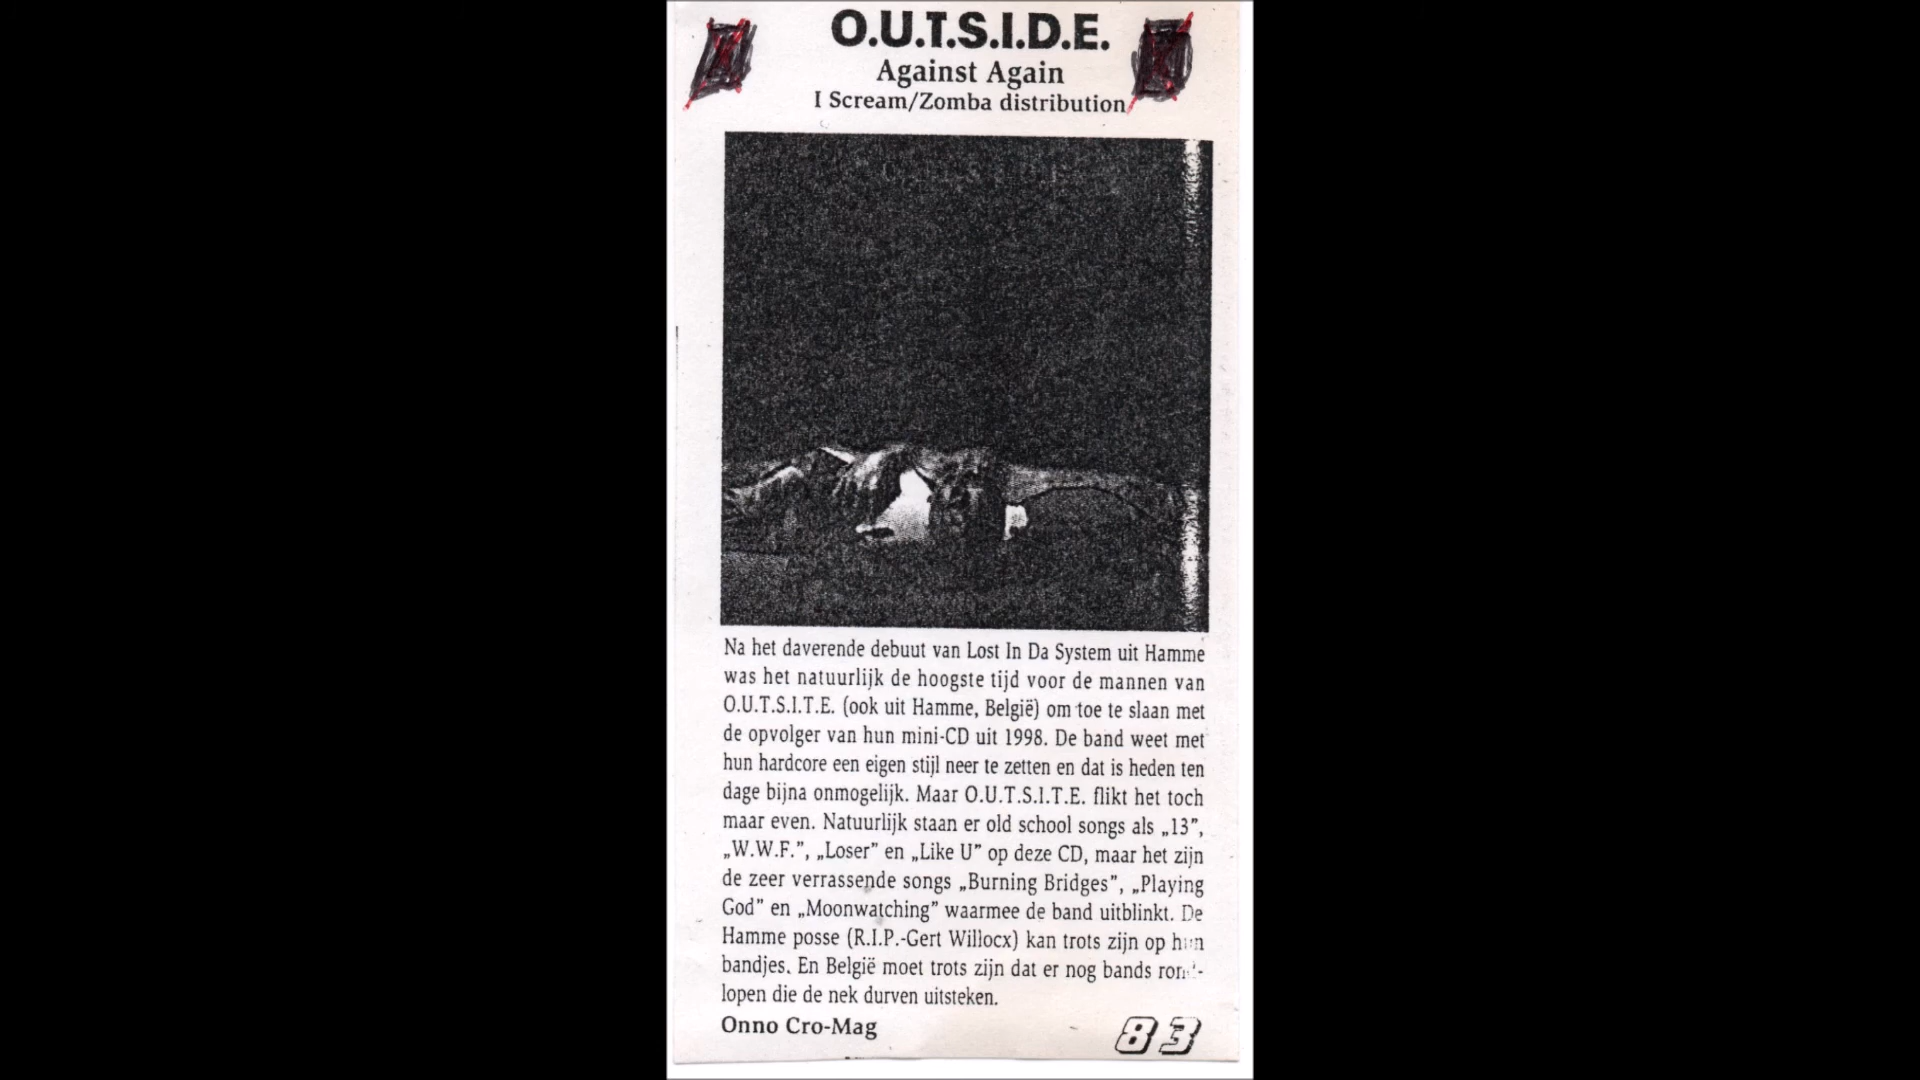 O.U.T.S.I.D.E.
Against Again
I Scream/Zomba distribution
Na het daverende debuut van Lost In Da System uit Hamme
was het natuurlijk de hoogste tijd voor de mannen van
O.U.T.S.I.T.E. (ook uit Hamme, België) om toe te slaan met
de opvolger van hun mini-CD uit 1998. De band weet met
hun hardcore een eigen stijl neer te zetten en dat is heden ten
dage bijna onmogelijk. Maar O.U.T.S.I.T.E. flikt het toch
maar even. Natuurlijk staan er old school songs als „13”,
„W.W.F.”, „Loser” en „Like U” op deze CD, maar het zijn
de zeer verrassende songs „Burning Bridges”, „Playing
God” en „Moonwatching” waarmee de band uitblinkt. De
Hamme posse (R.I.P.-Gert Willocx) kan trots zijn op hun
bandjes. En België moet trots zijn dat er nog bands rond-
lopen die de nek durven uitsteken.
Onno Cro-Mag
83